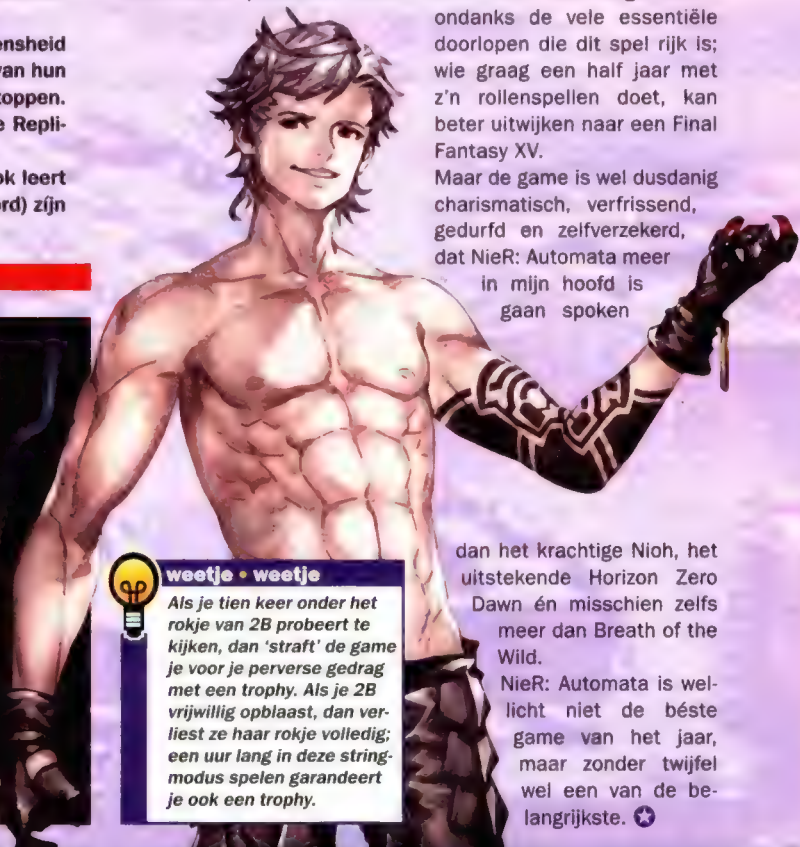 ensheid
van hun
toppen.
e Repli-
ok leert
rd) zijn
ondanks de vele essentiële
doorlopen die dit spel rijk is;
wie graag een half jaar met
z'n rollenspellen doet, kan
beter uitwijken naar een Final
Fantasy XV.
Maar de game is wel dusdanig
charismatisch, verfrissend,
gedurfd en zelfverzekerd,
dat NieR: Automata meer
in mijn hoofd is
gaan spoken
dan het krachtige Nioh, het
uitstekende Horizon Zero
Dawn én misschien zelfs
meer dan Breath of the
Wild.
NieR: Automata is wel-
licht niet de béste
game van het jaar,
maar zonder twijfel
wel een van de be-
langrijkste.
weetje • weetje
Als je tien keer onder het
rokje van 2B probeert te
kijken, dan 'straft' de game
je voor je perverse gedrag
met een trophy. Als je 2B
vrijwillig opblaast, dan ver-
liest ze haar rokje volledig;
een uur lang in deze string-
modus spelen garandeert
je ook een trophy.